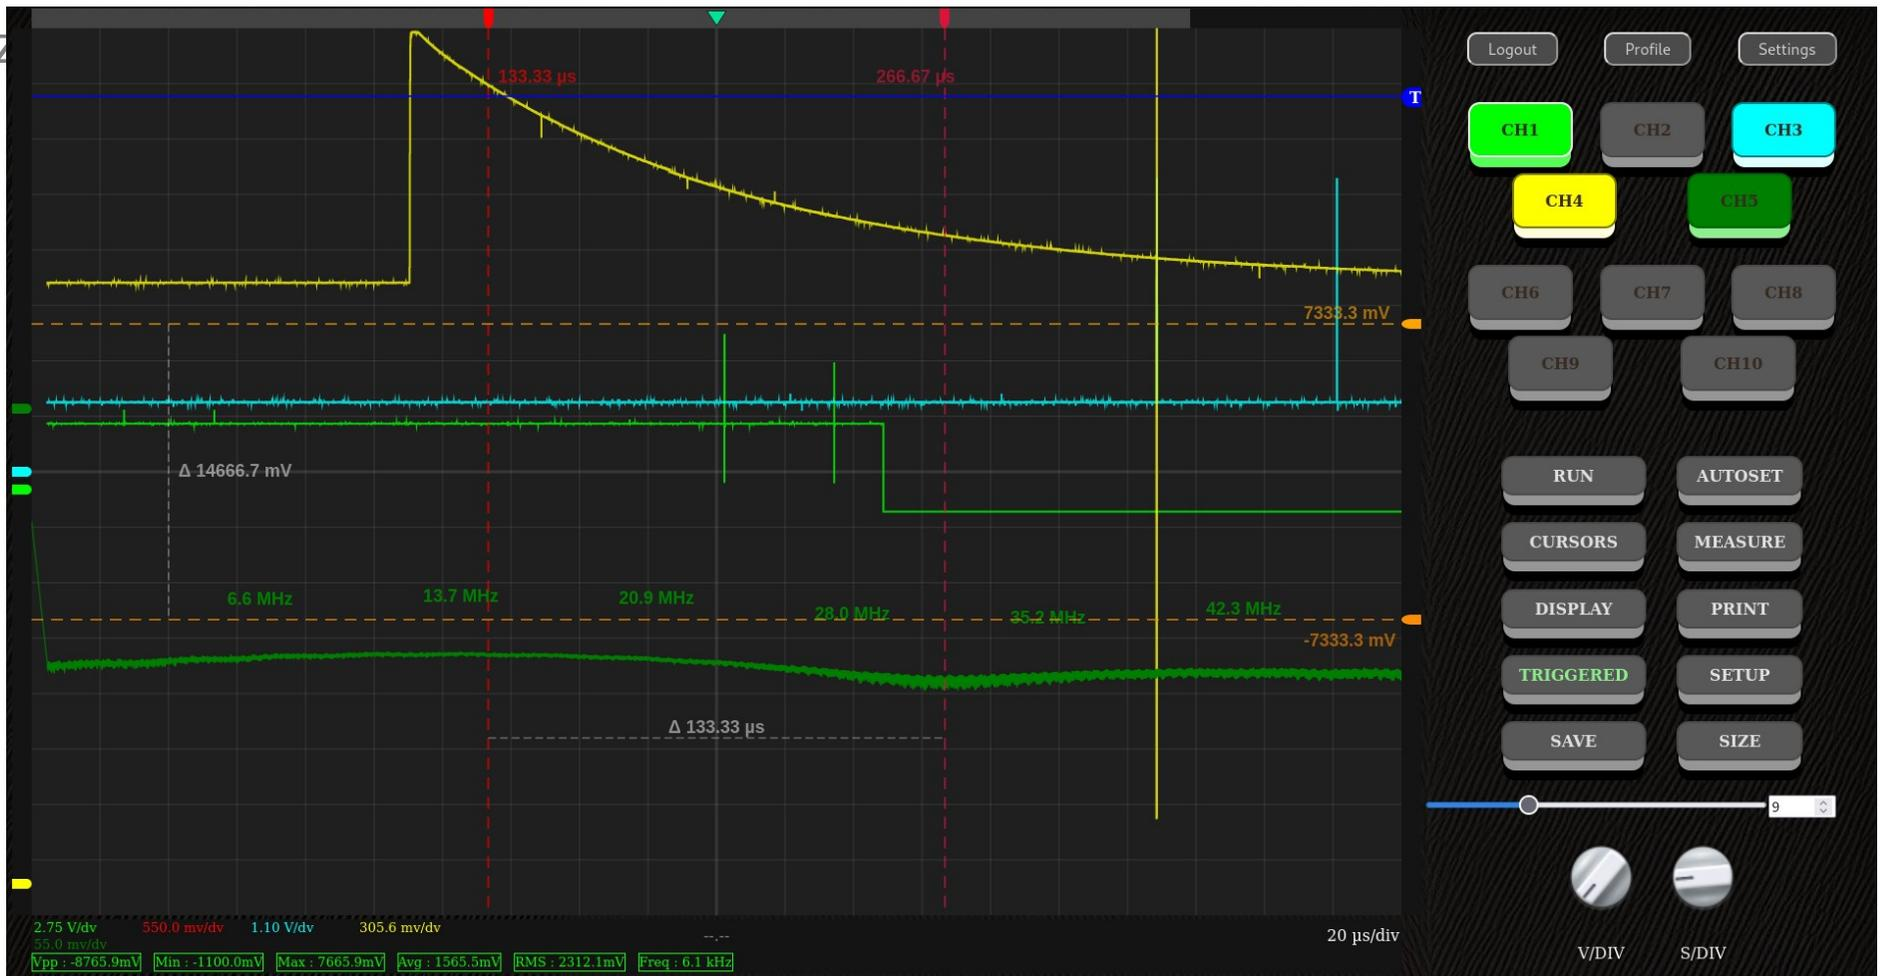 Logout Profile Settings
133.33 µs 266.67 µs
T
CH1 CH2 CH3
CH4 CH5
CH6 CH7 CH8
7333.3 mV
CH9 CH10
Δ 14666.7 mV
RUN AUTOSET
CURSORS MEASURE
6.6 MHz 13.7 MHz 20.9 MHz 28.0 MHz 35.2 MHz 42.3 MHz
DISPLAY PRINT
-7333.3 mV
TRIGGERED SETUP
Δ 133.33 µs
SAVE SIZE
9
2.75 V/dv 550.0 mv/dv 1.10 V/dv 305.6 mv/dv
--.-- 20 µs/div
55.0 mv/dv
V/DIV S/DIV
Vpp : -8765.9mV Min : -1100.0mV Max : 7665.9mV Avg : 1565.5mV RMS : 2312.1mV Freq : 6.1 kHz